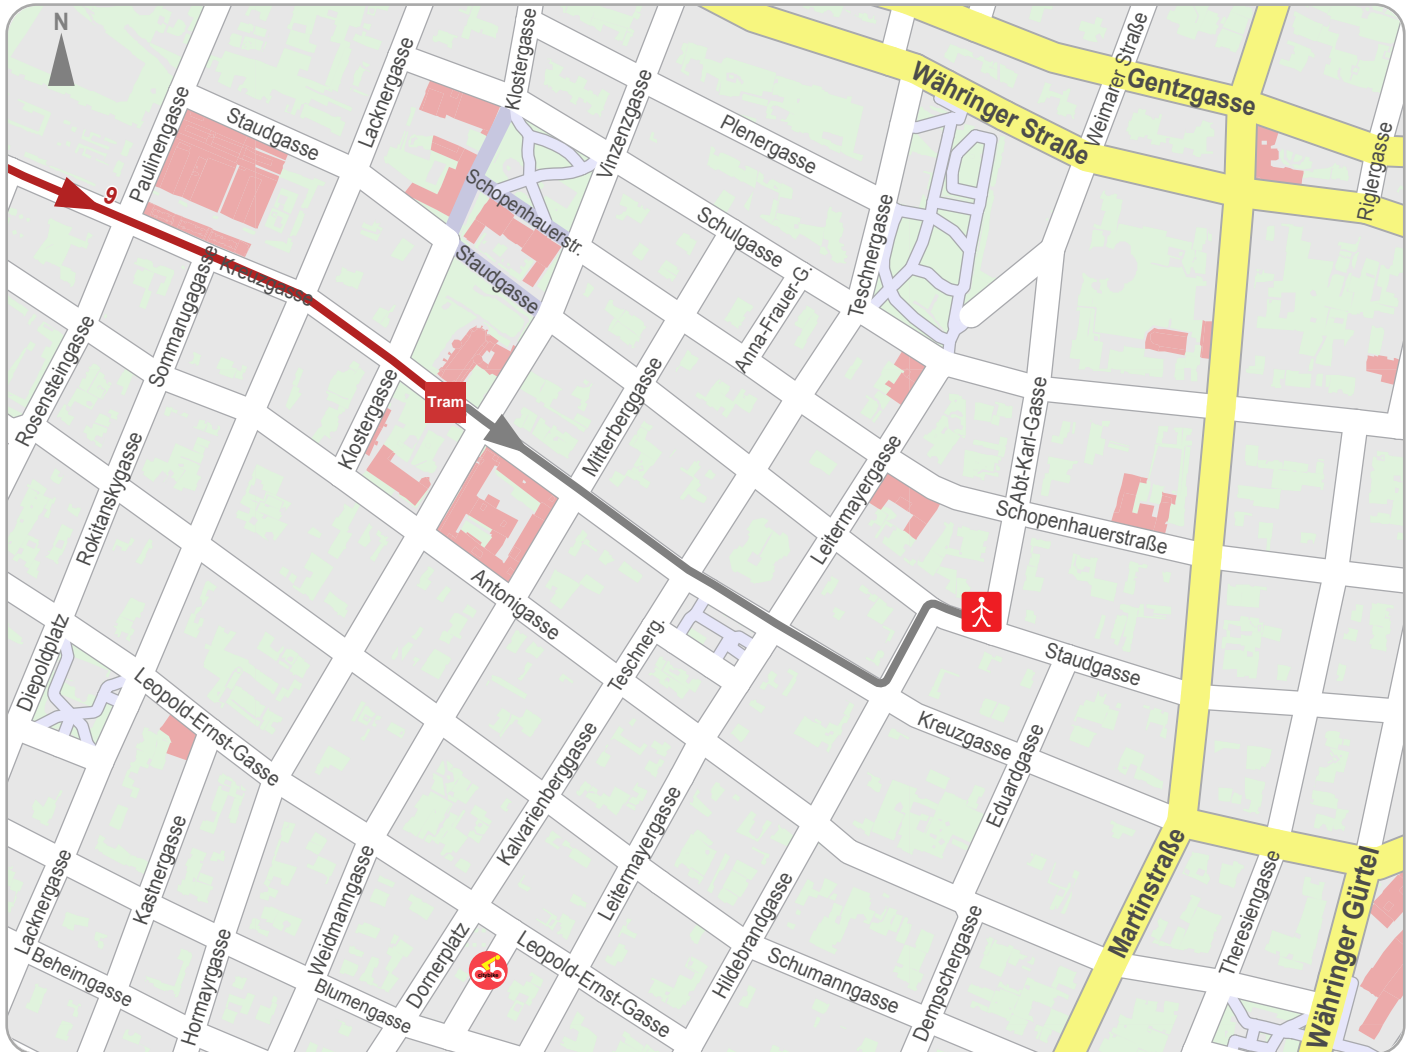 N
Klostergasse
Lacknergasse
Weimarer Straße
Gentzgasse
Währinger Straße
Paulinengasse
Staudgasse
Vinzenzgasse
Plenergasse
Riglergasse
9
Schopenhauerstr.
Schulgasse
Teschnergasse
Staudgasse
Kreuzgasse
Sommarugagasse
Anna-Frauer-G.
Rosensteingasse
Klostergasse
Tram
Mitterberggasse
Abt-Karl-Gasse
Rokitanskygasse
Leitermayergasse
Schopenhauerstraße
Antonigasse
Diepoldplatz
Teschnerg.
Staudgasse
Leopold-Ernst-Gasse
Kreuzgasse
Eduardgasse
Kalvarienberggasse
Leitermayergasse
Martinstraße
Lacknergasse
Kastnergasse
Weidmanngasse
Hildebrandgasse
Theresiengasse
Währinger Gürtel
Beheimgasse
Hormayrgasse
Blumengasse
Dornerplatz
citybike
Leopold-Ernst-Gasse
Schumanngasse
Dempschergasse